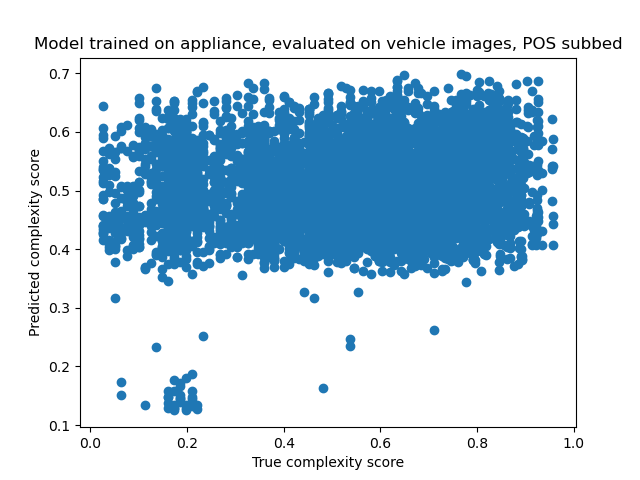 Model trained on appliance, evaluated on vehicle images, POS subbed
0.7
0.6
0.5
0.4
0.3
0.2
0.1
Predicted complexity score
0.0 0.2 0.4 0.6 0.8 1.0
True complexity score